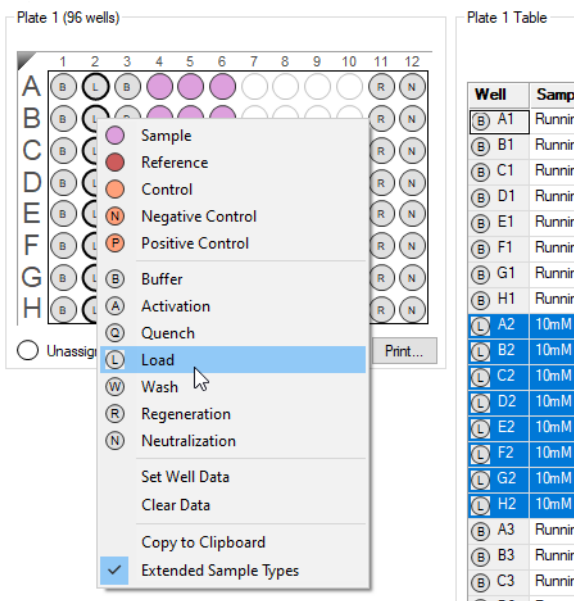 Plate 1 (96 wells)
1 2 3 4 5 6 7 8 9 10 11 12
A B L B R N
B B L B R N
C B R N
D B R N
E B R N
F B R N
G B R N
H B R N
Unassig
Print...
Sample
Reference
Control
N Negative Control
P Positive Control
B Buffer
A Activation
Q Quench
L Load
W Wash
R Regeneration
N Neutralization
Set Well Data
Clear Data
Copy to Clipboard
Extended Sample Types
Plate 1 Table
Well Samp
B A1 Runnin
B B1 Runnin
B C1 Runnin
B D1 Runnin
B E1 Runnin
B F1 Runnin
B G1 Runnin
B H1 Runnin
L A2 10mM
L B2 10mM
L C2 10mM
L D2 10mM
L E2 10mM
L F2 10mM
L G2 10mM
L H2 10mM
B A3 Runnin
B B3 Runnin
B C3 Runnin